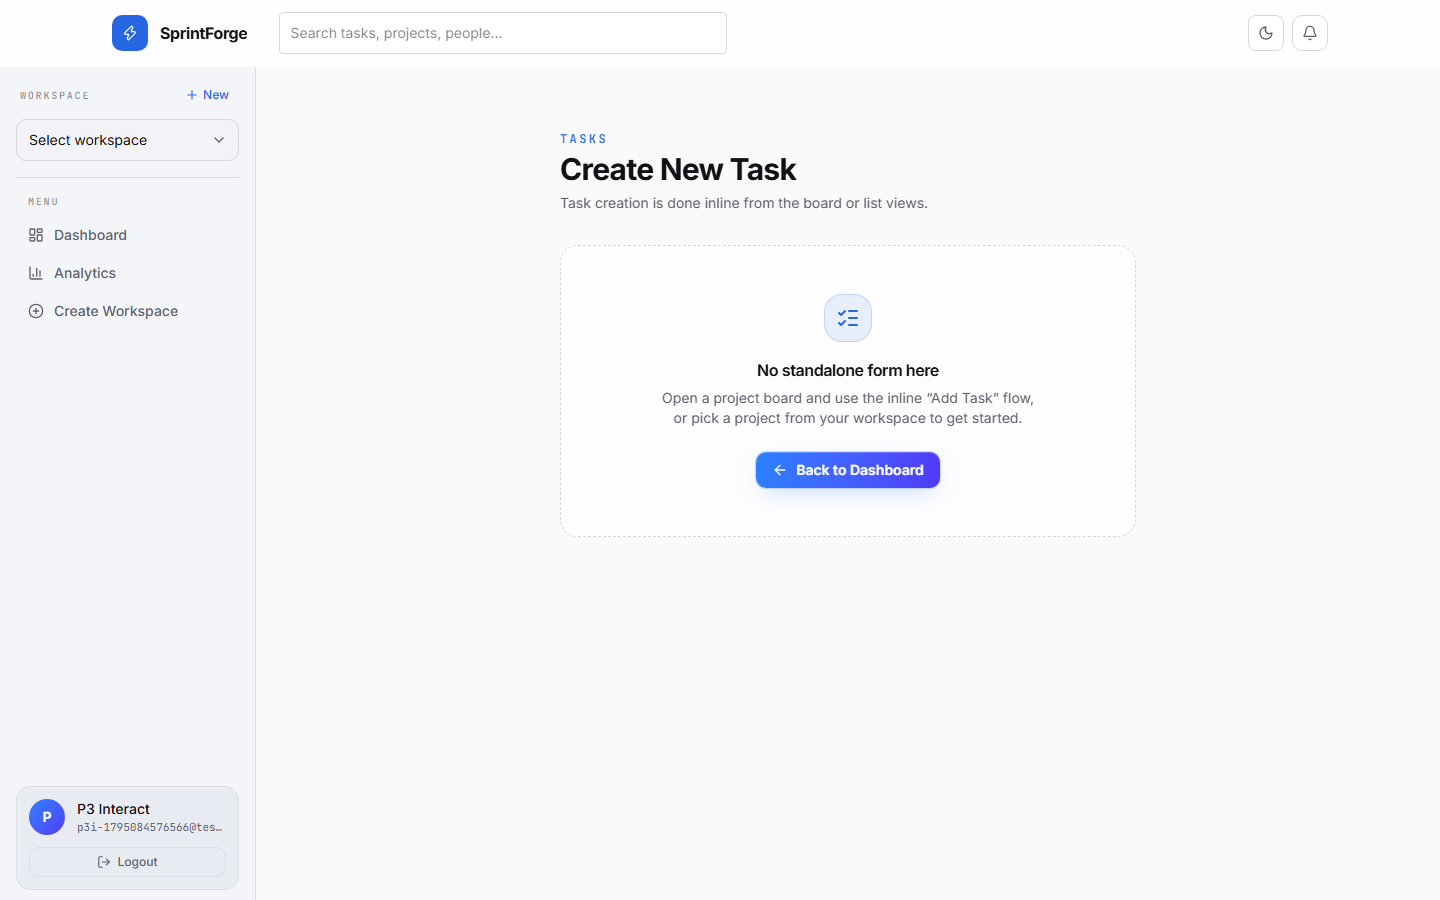 SprintForge
Search tasks, projects, people...
WORKSPACE
New
Select workspace
MENU
Dashboard
Analytics
Create Workspace
TASKS
Create New Task
Task creation is done inline from the board or list views.
No standalone form here
Open a project board and use the inline “Add Task” flow,
or pick a project from your workspace to get started.
Back to Dashboard
P
P3 Interact
p3i-1795084576566@tes…
Logout